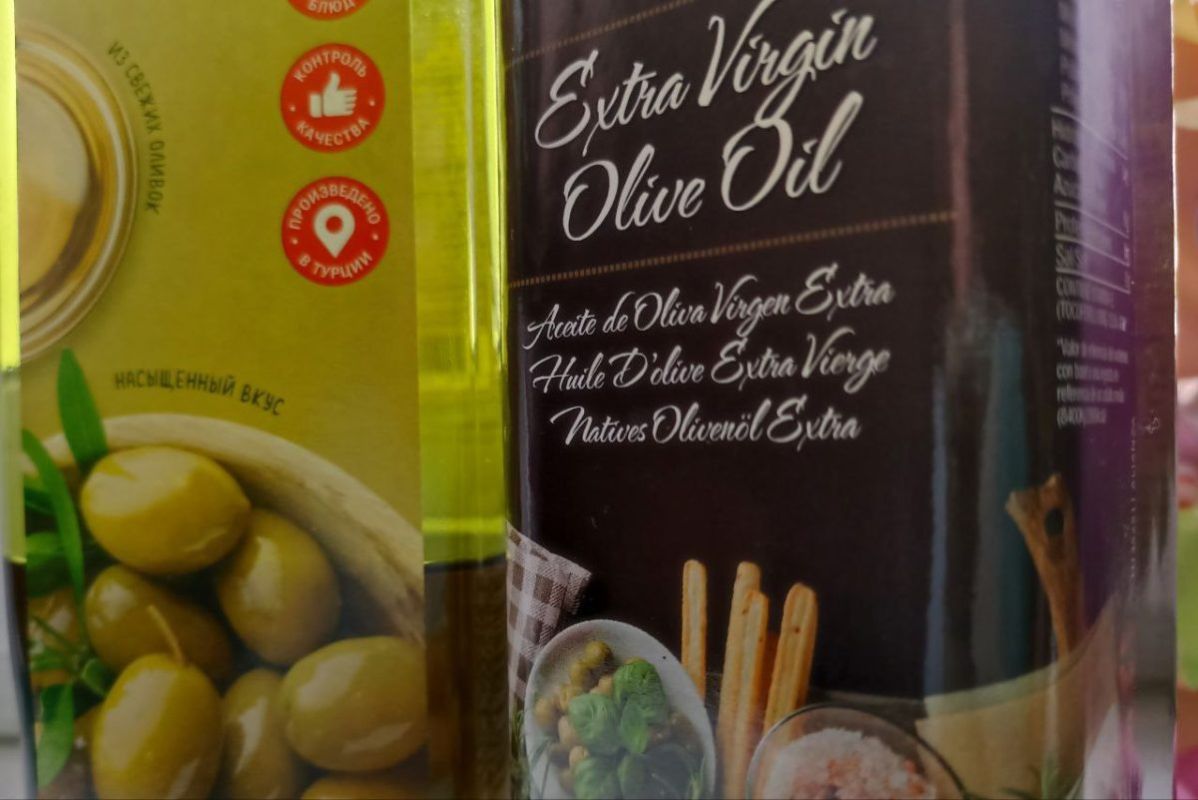 БЛЮД
ИЗ СВЕЖИХ ОЛИВОК
КОНТРОЛЬ
КАЧЕСТВА
ПРОИЗВЕДЕНО
В ТУРЦИИ
НАСЫЩЕННЫЙ ВКУС
Extra Virgin
Olive Oil
Aceite de Oliva Virgen Extra
Huile D'olive Extra Vierge
Natives Olivenöl Extra